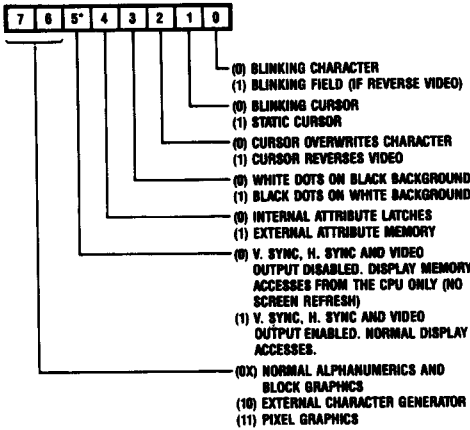 7 6 5* 4 3 2 1 0
(0) BLINKING CHARACTER
(1) BLINKING FIELD (IF REVERSE VIDEO)
(0) BLINKING CURSOR
(1) STATIC CURSOR
(0) CURSOR OVERWRITES CHARACTER
(1) CURSOR REVERSES VIDEO
(0) WHITE DOTS ON BLACK BACKGROUND
(1) BLACK DOTS ON WHITE BACKGROUND
(0) INTERNAL ATTRIBUTE LATCHES
(1) EXTERNAL ATTRIBUTE MEMORY
(0) V. SYNC, H. SYNC AND VIDEO
OUTPUT DISABLED. DISPLAY MEMORY
ACCESSES FROM THE CPU ONLY (NO
SCREEN REFRESH)
(1) V. SYNC, H. SYNC AND VIDEO
OUTPUT ENABLED. NORMAL DISPLAY
ACCESSES.
(0X) NORMAL ALPHANUMERICS AND
BLOCK GRAPHICS
(10) EXTERNAL CHARACTER GENERATOR
(11) PIXEL GRAPHICS